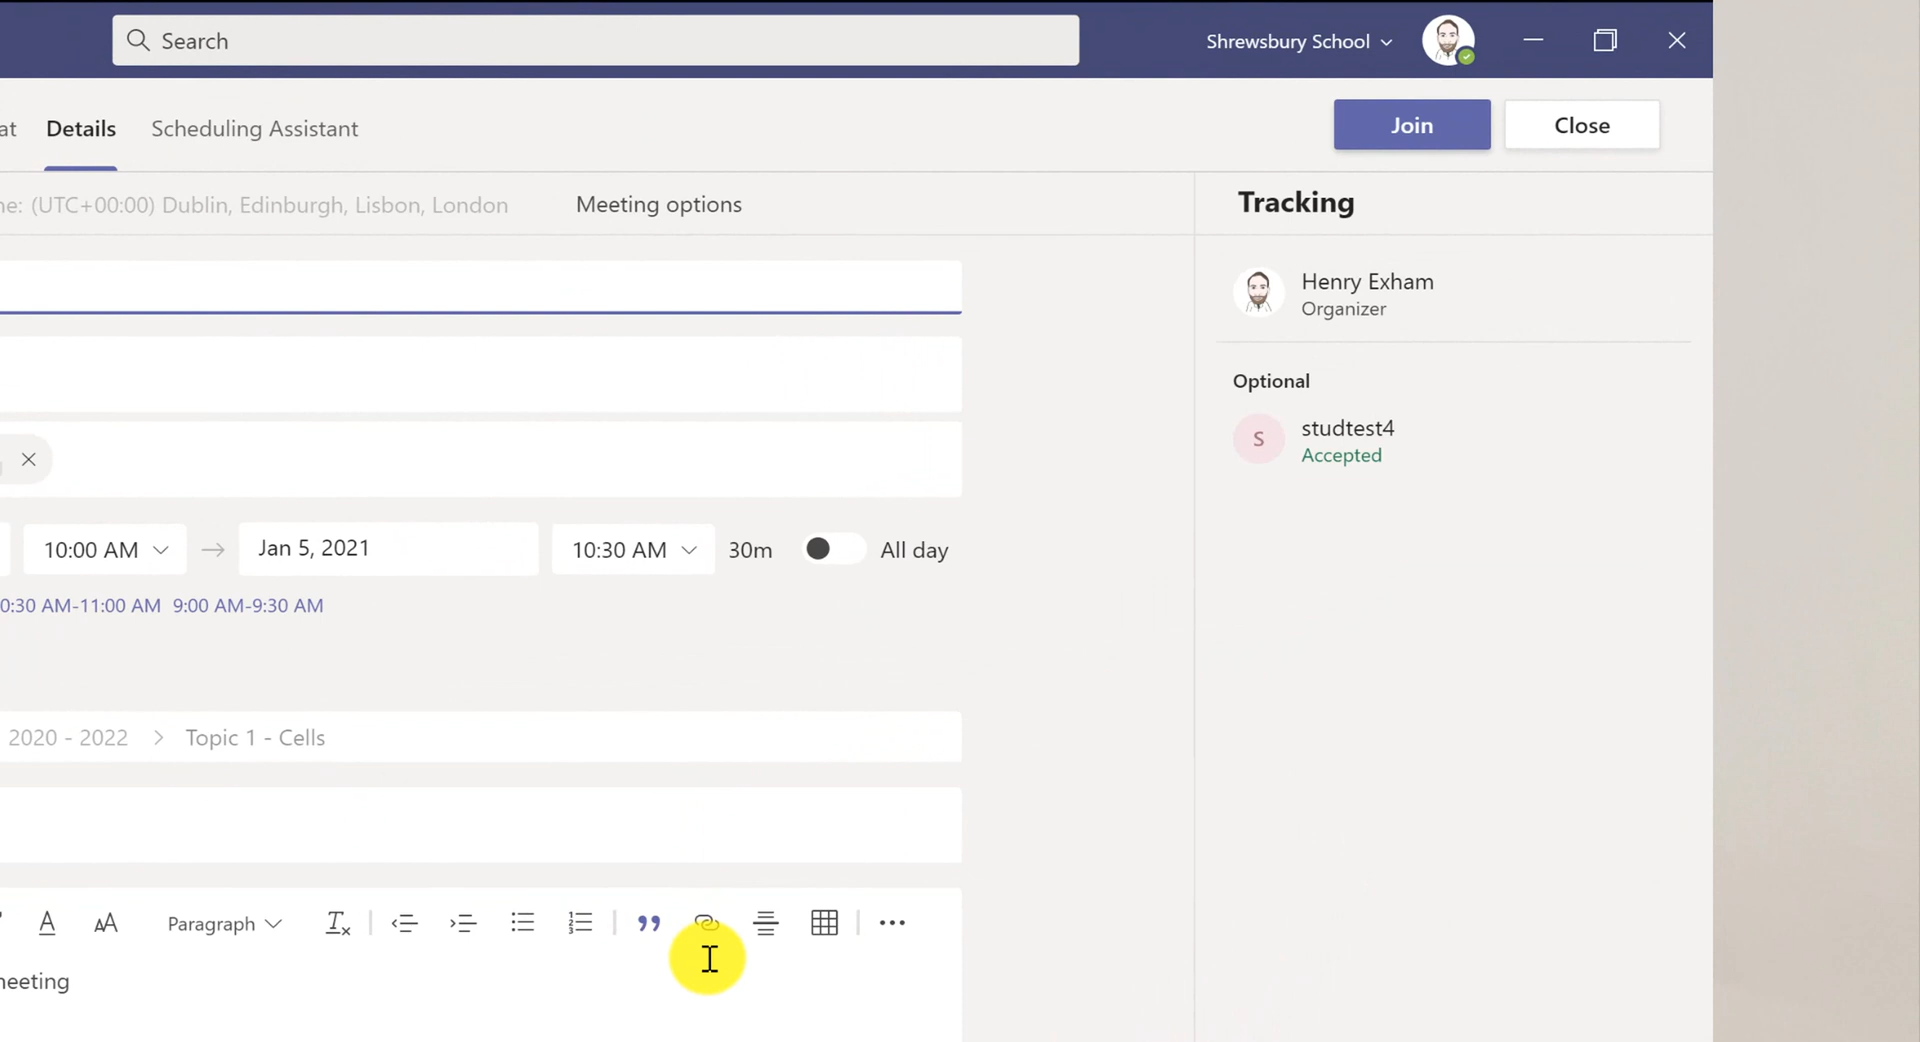 Search
Shrewsbury School
at Details Scheduling Assistant
Join Close
ne: (UTC+00:00) Dublin, Edinburgh, Lisbon, London
Meeting options
Tracking
Henry Exham
Organizer
Optional
S
studtest4
Accepted
10:00 AM → Jan 5, 2021 10:30 AM 30m All day
0:30 AM-11:00 AM 9:00 AM-9:30 AM
2020 - 2022 > Topic 1 - Cells
A AA Paragraph
neeting